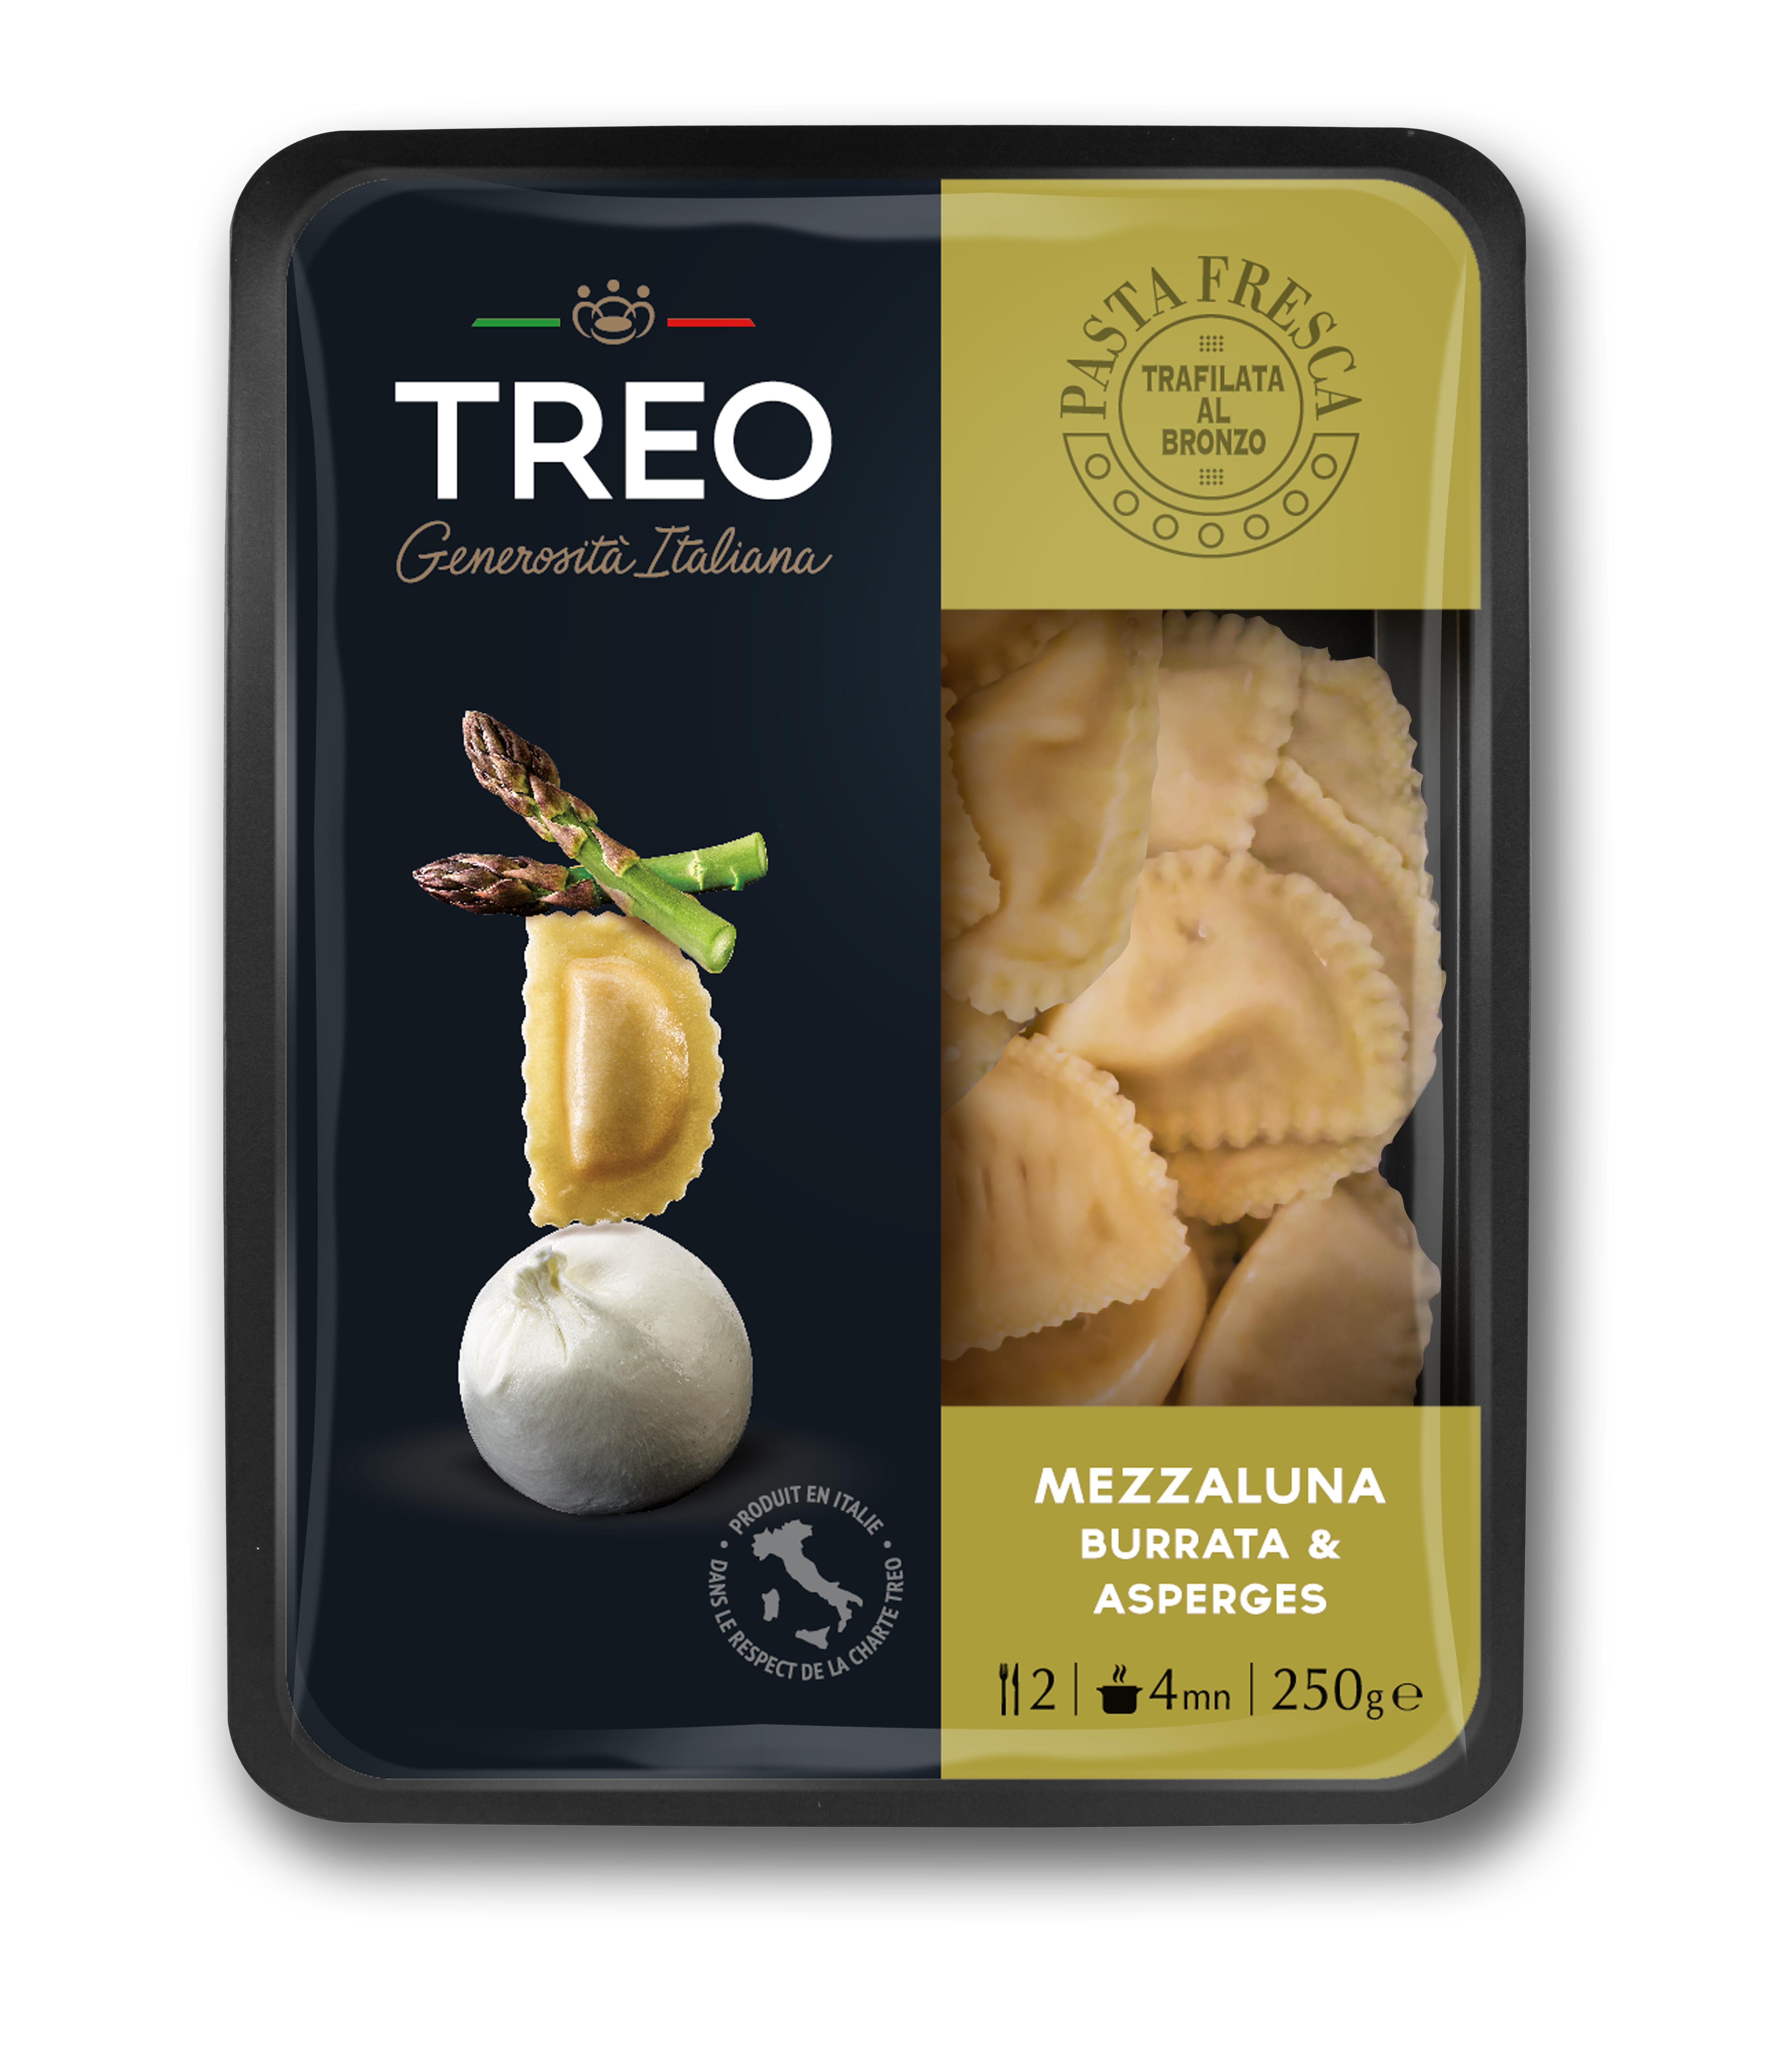 TREO
Generosità Italiana
PASTA FRESCA
TRAFILATA
AL
BRONZO
PRODUIT EN ITALIE
DANS LE RESPECT DE LA CHARTE TREO
MEZZALUNA
BURRATA &
ASPERGES
2 | 4mn | 250g ℮